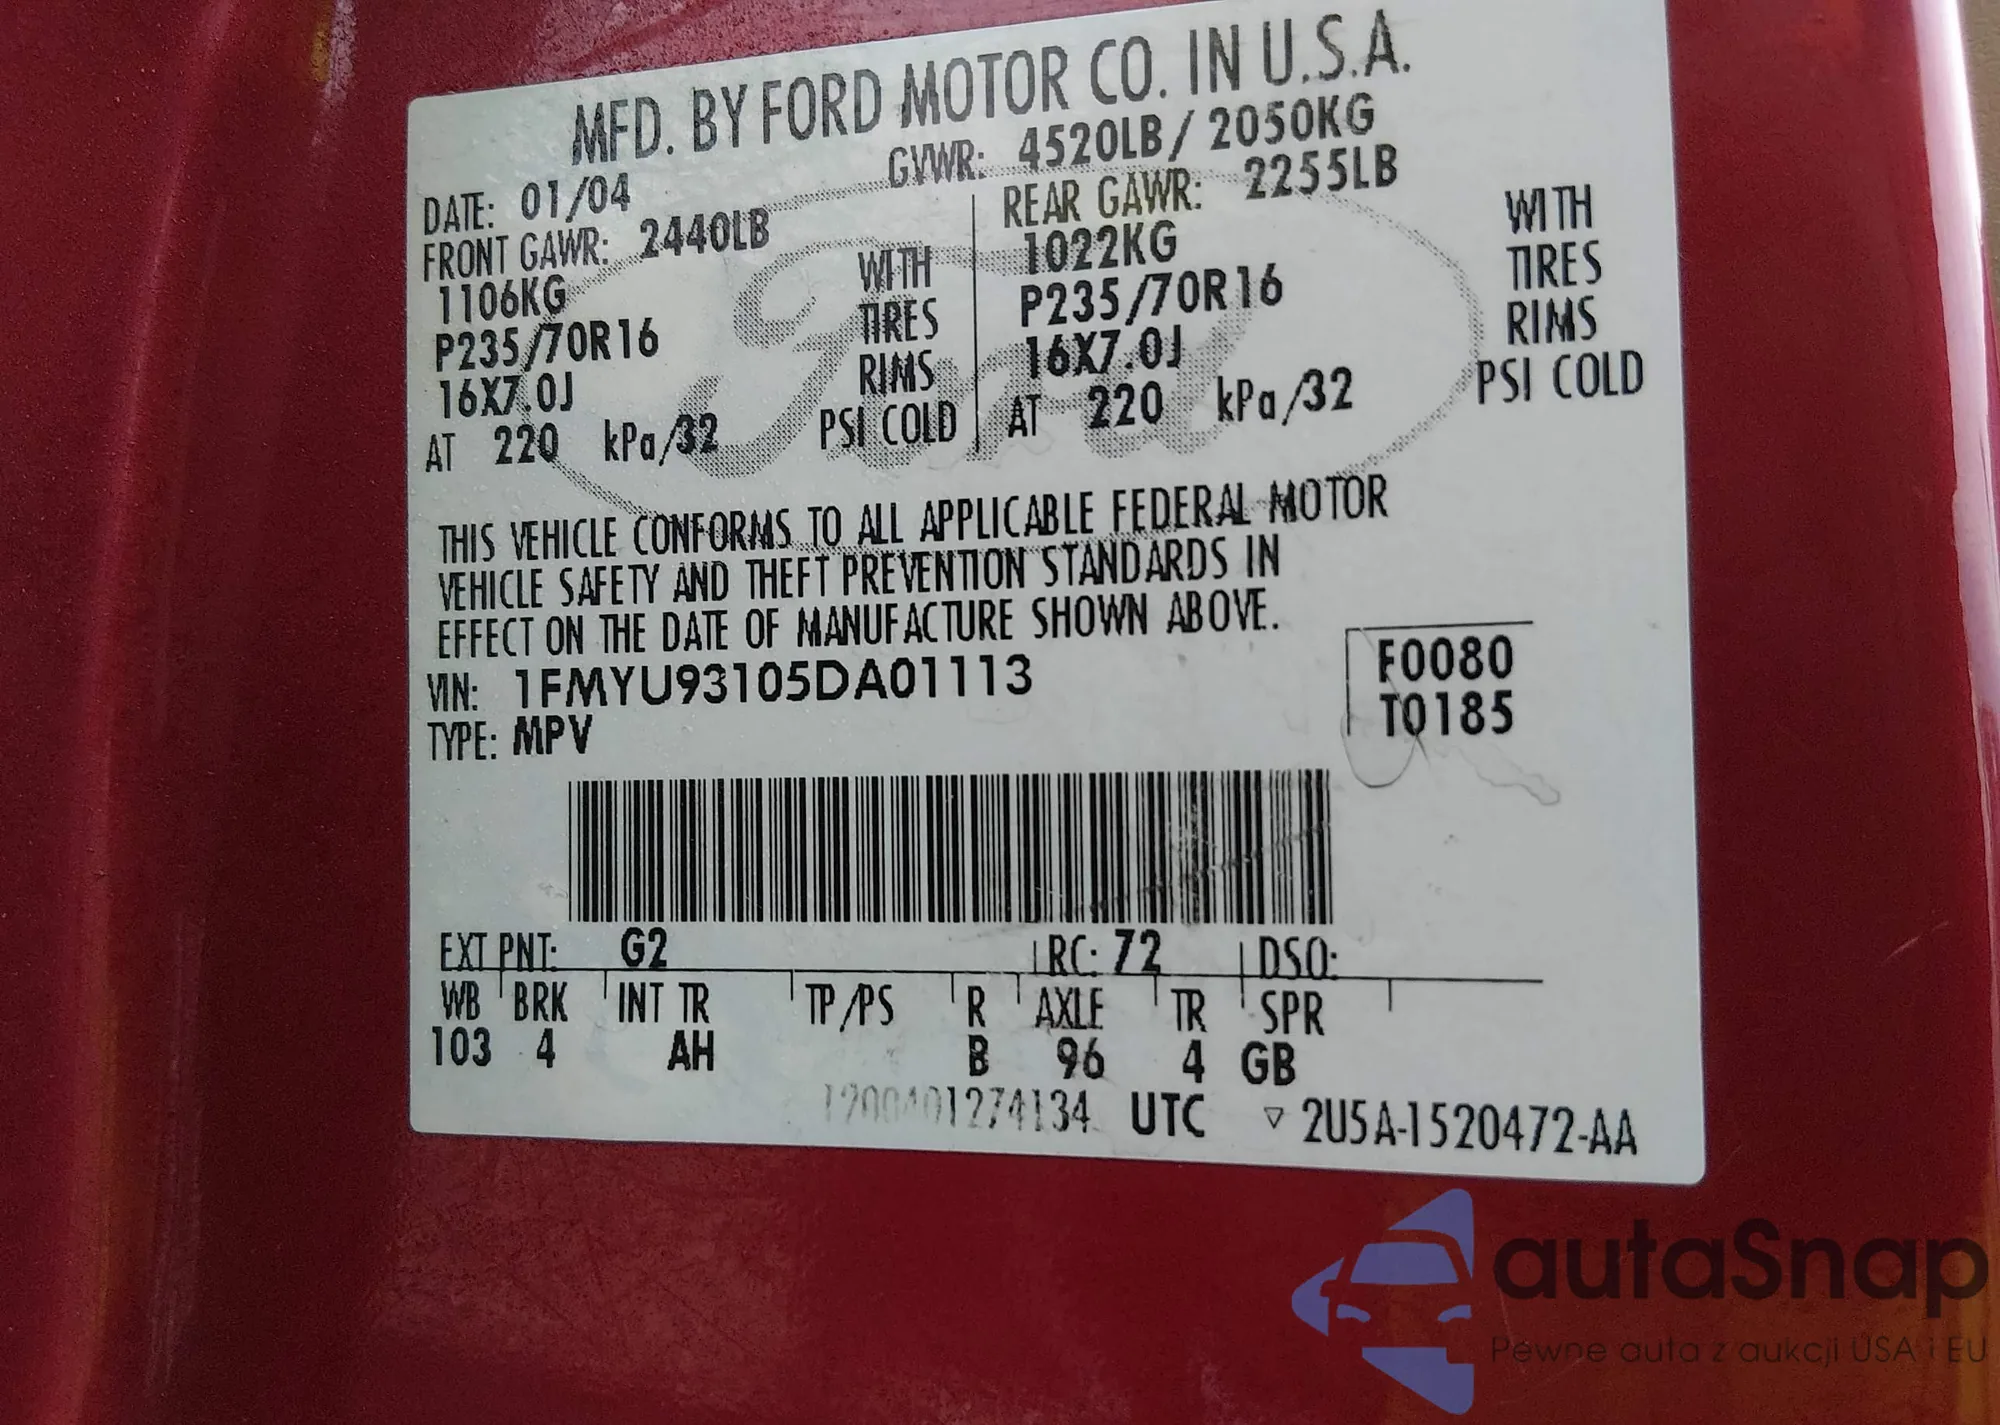 MFD. BY FORD MOTOR CO. IN U.S.A.
DATE: 01/04 GVWR: 4520LB/ 2050KG
FRONT GAWR: 2440LB REAR GAWR: 2255LB
1106KG WITH 1022KG WITH
P235/70R16 TIRES P235/70R16 TIRES
16X7.0J RIMS 16X7.0J RIMS
AT 220 kPa/32 PSI COLD AT 220 kPa/32 PSI COLD
Ford
THIS VEHICLE CONFORMS TO ALL APPLICABLE FEDERAL MOTOR
VEHICLE SAFETY AND THEFT PREVENTION STANDARDS IN
EFFECT ON THE DATE OF MANUFACTURE SHOWN ABOVE.
VIN: 1FMYU93105DA01113 F0080
TYPE: MPV T0185
EXT PNT: G2 RC: 72 DSO:
WB BRK INT TR TP/PS R AXLE TR SPR
103 4 AH B 96 4 GB
UTC ▽ 2U5A-1520472-AA
autaSnap
Pewne auta z aukcji USA i EU